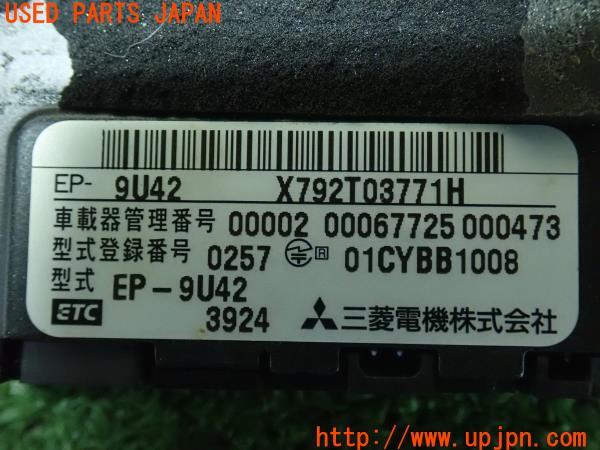 USED PARTS JAPAN
EP- 9U42 X792T03771H
車載器管理番号 00002 00067725 000473
型式登録番号 0257 R 01CYBB1008
型式 EP-9U42
ETC 3924 三菱電機株式会社
http://www.upjpn.com/